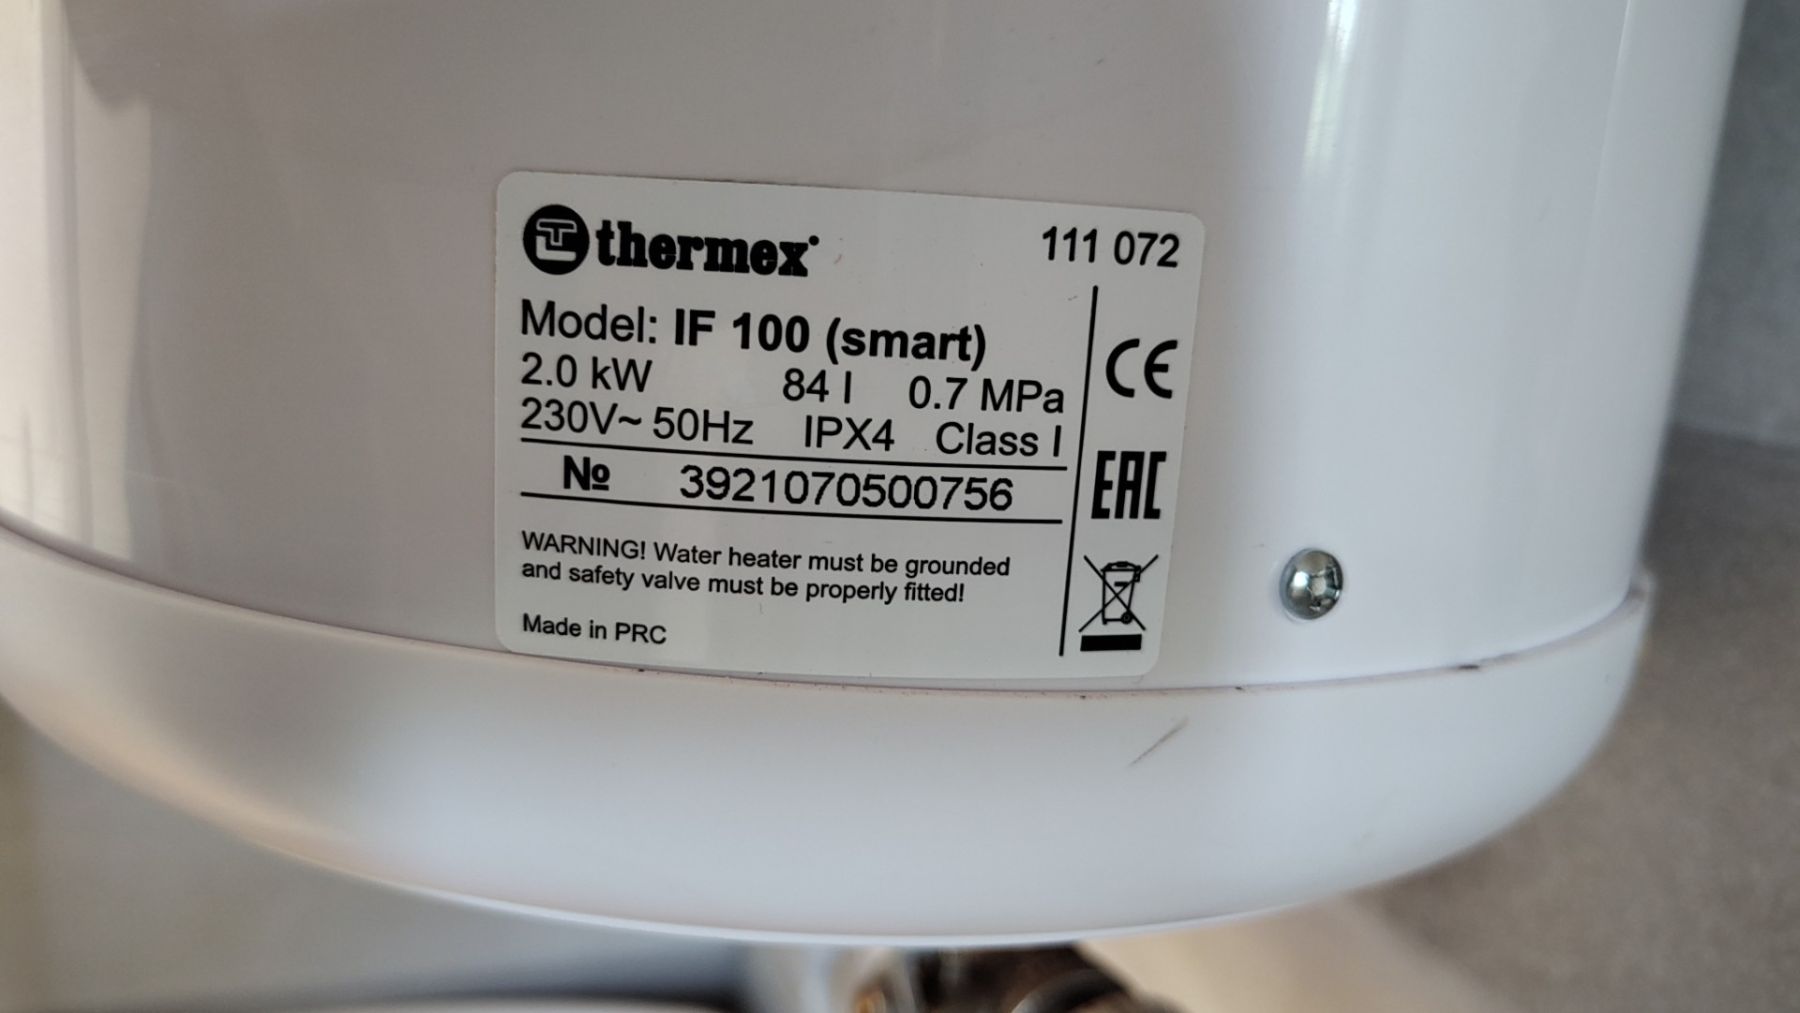 thermex
111 072
Model: IF 100 (smart)
2.0 kW 84 l 0.7 MPa
230V~ 50Hz IPX4 Class I
№ 3921070500756
WARNING! Water heater must be grounded
and safety valve must be properly fitted!
Made in PRC
CE
EAC